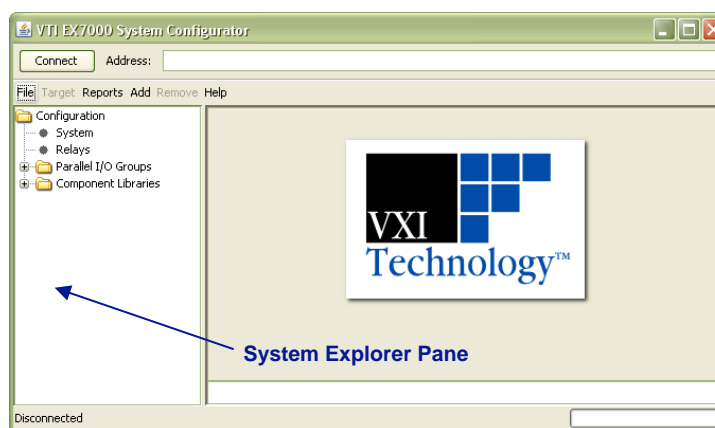 VTI EX7000 System Configurator
Connect Address:
File Target Reports Add Remove Help
Configuration
System
Relays
Parallel I/O Groups
Component Libraries
VXI
Technology™
System Explorer Pane
Disconnected